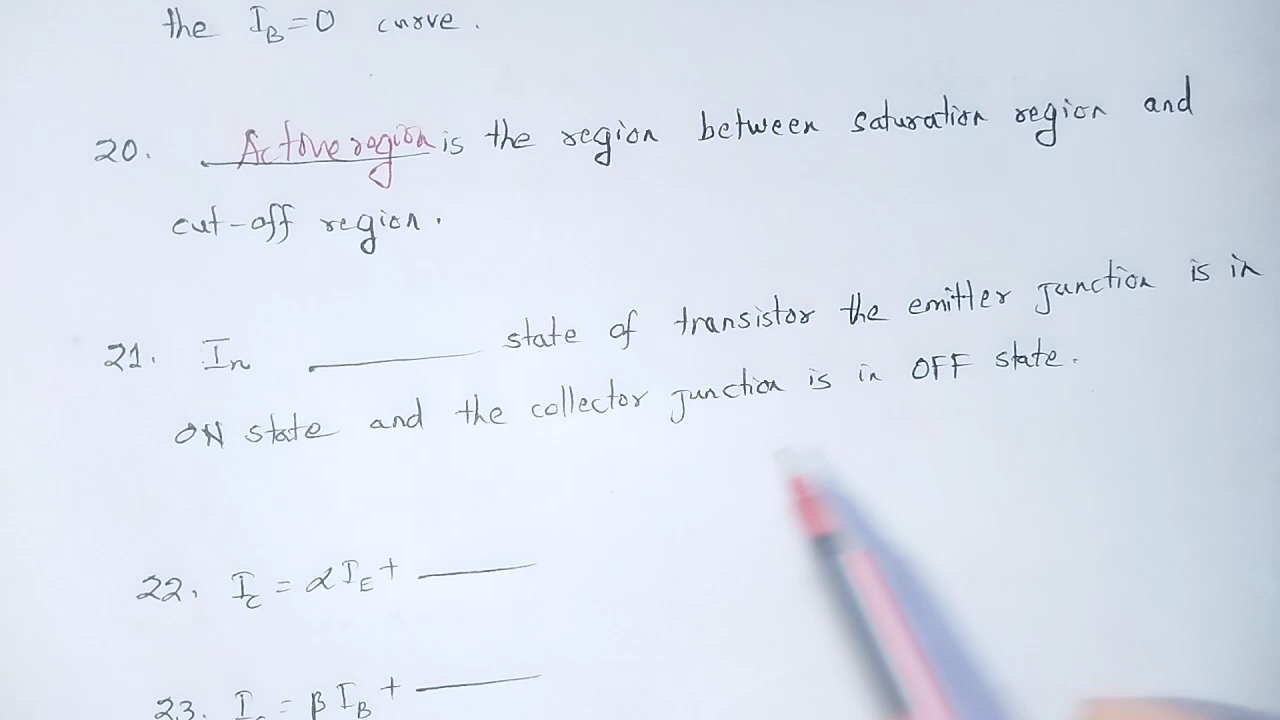 the I_B=0 curve.
20. Active region is the region between saturation region and
cut-off region.
21. In ______ state of transistor the emitter junction is in
ON state and the collector junction is in OFF state.
22. I_C = αI_E + ______
23. I_C = βI_B + ______